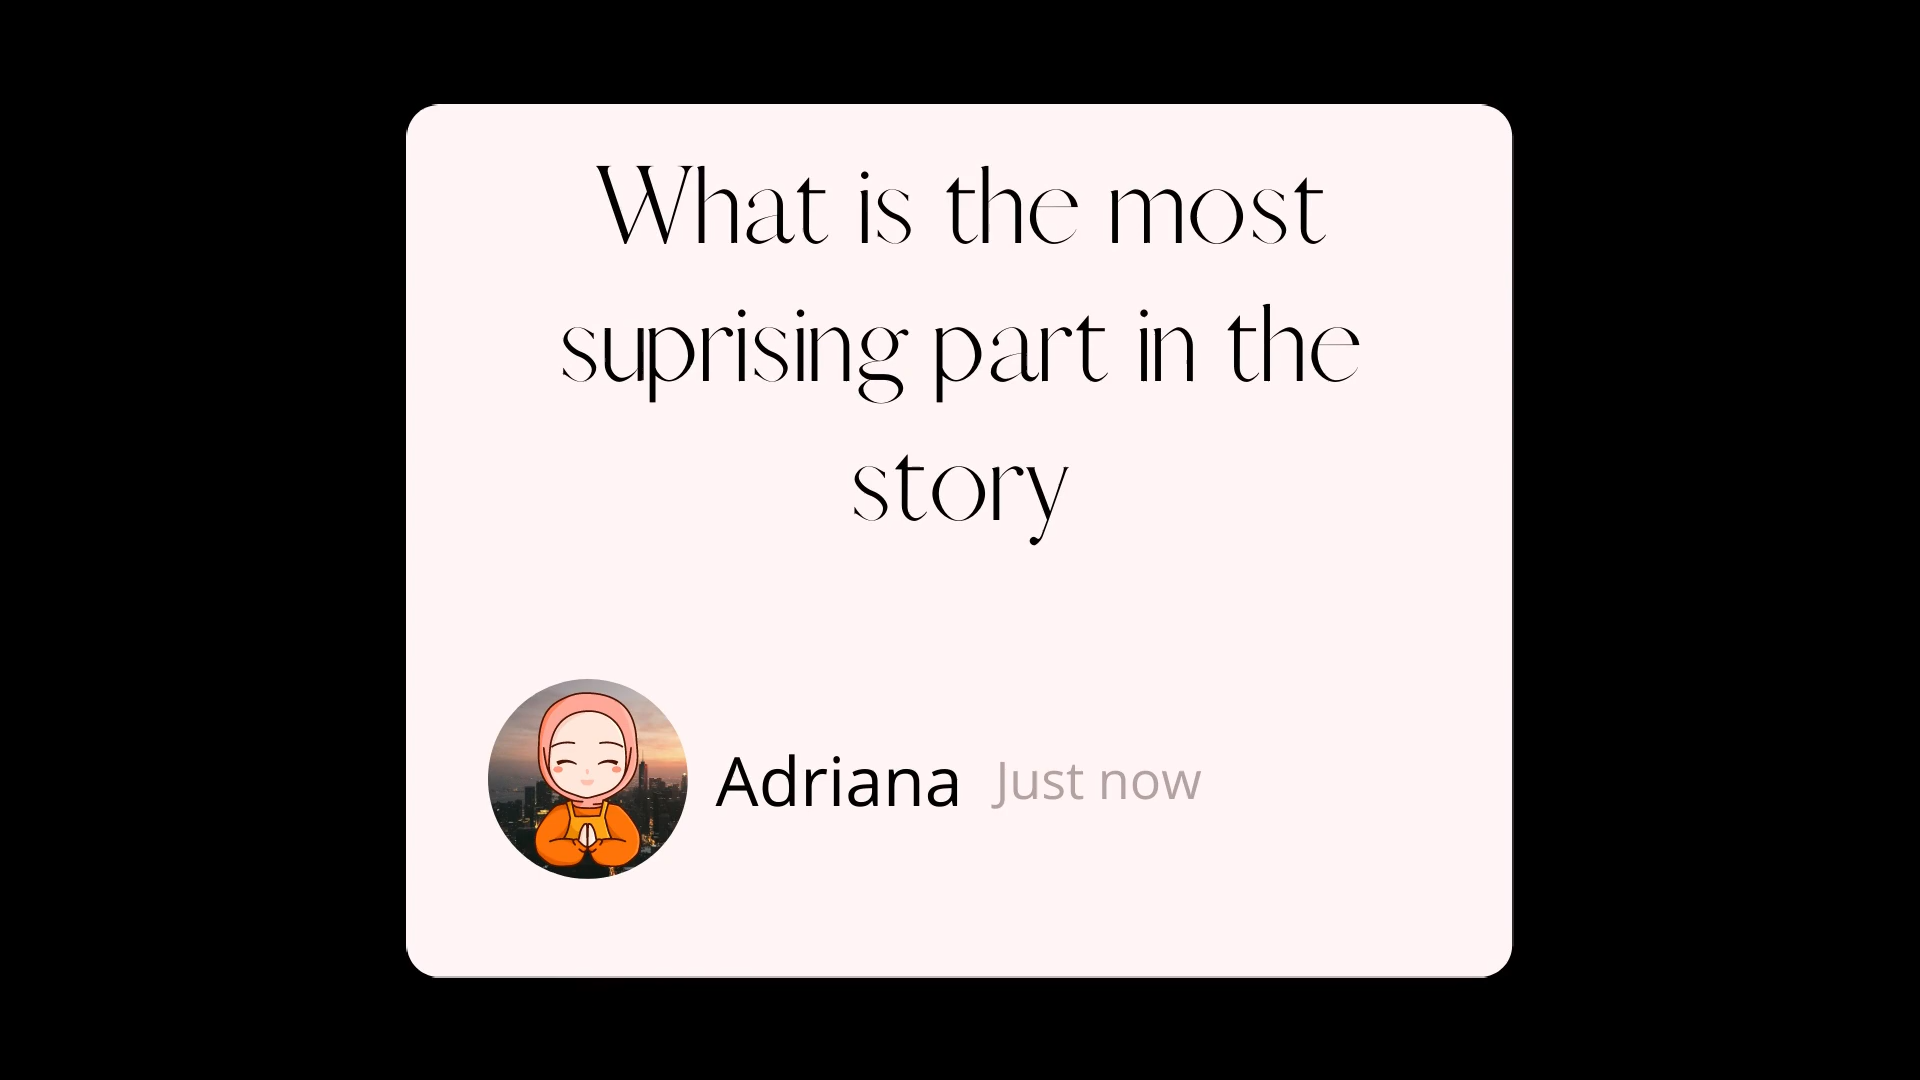 What is the most
suprising part in the
story
Adriana Just now